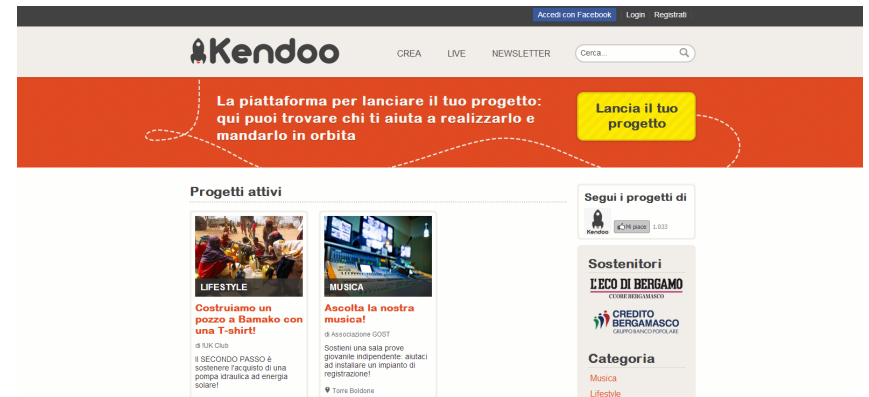 Accedi con Facebook Login Registrati
Kendoo CREA LIVE NEWSLETTER Cerca...
La piattaforma per lanciare il tuo progetto:
qui puoi trovare chi ti aiuta a realizzarlo e
mandarlo in orbita
Lancia il tuo
progetto
Progetti attivi
LIFESTYLE
Costruiamo un
pozzo a Bamako con
una T-shirt!
di !UK Club
Il SECONDO PASSO è
sostenere l'acquisto di una
pompa idraulica ad energia
solare!
MUSICA
Ascolta la nostra
musica!
di Associazione GOST
Sostieni una sala prove
giovanile indipendente: aiutaci
ad installare un impianto di
registrazione!
Torre Boldone
Segui i progetti di
Kendoo
Mi piace 1.033
Sostenitori
L'ECO DI BERGAMO
CUORE BERGAMASCO
CREDITO
BERGAMASCO
GRUPPO BANCO POPOLARE
Categoria
Musica
Lifestyle